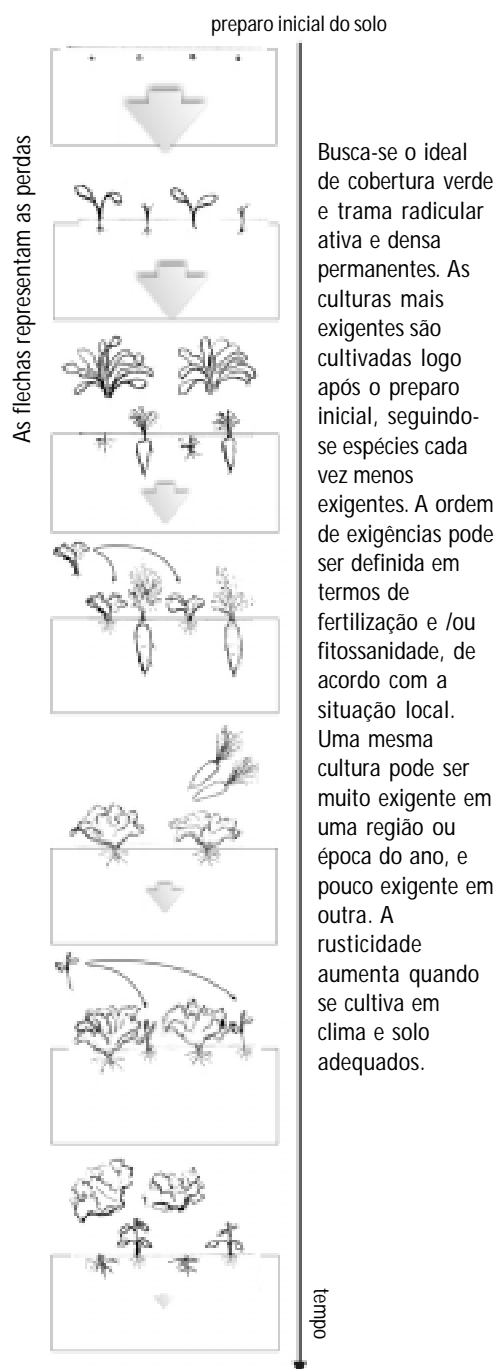 preparo inicial do solo
As flechas representam as perdas
Busca-se o ideal
de cobertura verde
e trama radicular
ativa e densa
permanentes. As
culturas mais
exigentes são
cultivadas logo
após o preparo
inicial, seguindo-
se espécies cada
vez menos
exigentes. A ordem
de exigências pode
ser definida em
termos de
fertilização e /ou
fitossanidade, de
acordo com a
situação local.
Uma mesma
cultura pode ser
muito exigente em
uma região ou
época do ano, e
pouco exigente em
outra. A
rusticidade
aumenta quando
se cultiva em
clima e solo
adequados.
tempo